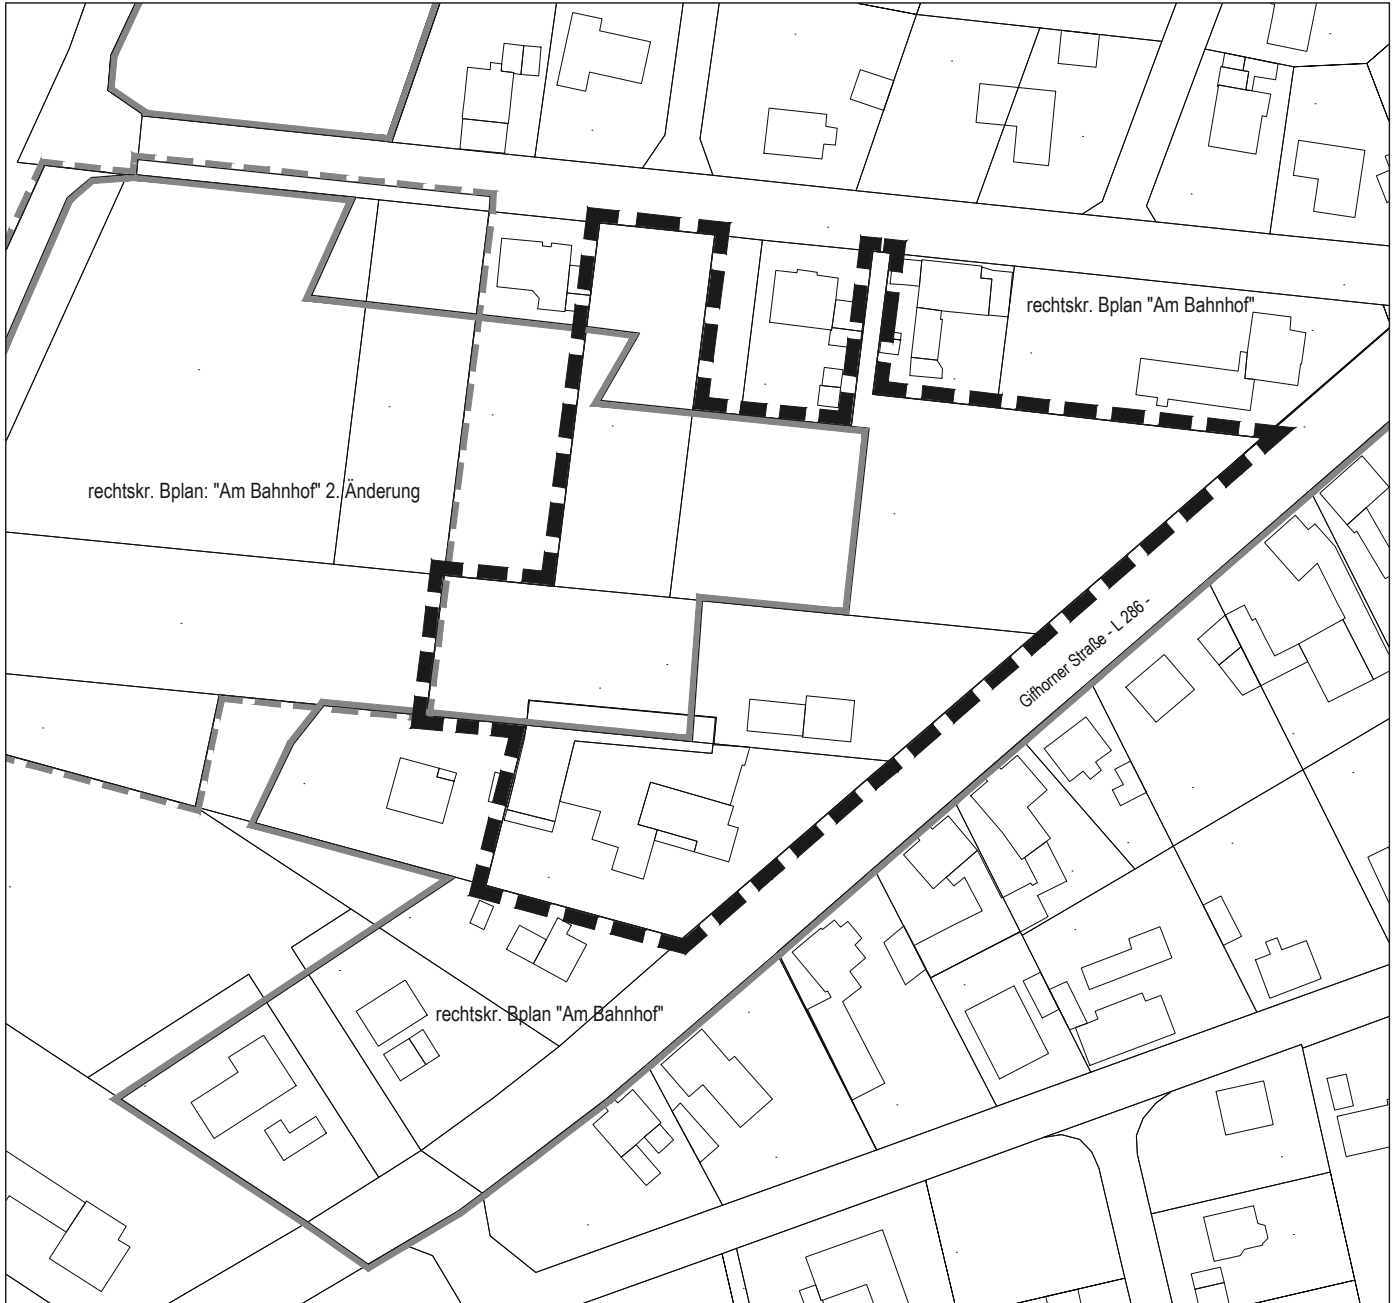 rechtskr. Bplan "Am Bahnhof"
rechtskr. Bplan: "Am Bahnhof" 2. Änderung
Gifhorner Straße - L 286 -
rechtskr. Bplan "Am Bahnhof"